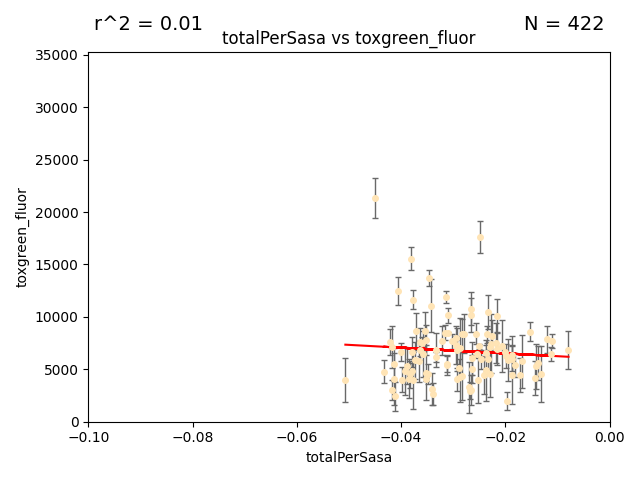 r^2 = 0.01
N = 422
totalPerSasa vs toxgreen_fluor
35000
30000
25000
20000
15000
10000
5000
0
toxgreen_fluor
−0.10
−0.08
−0.06
−0.04
−0.02
0.00
totalPerSasa